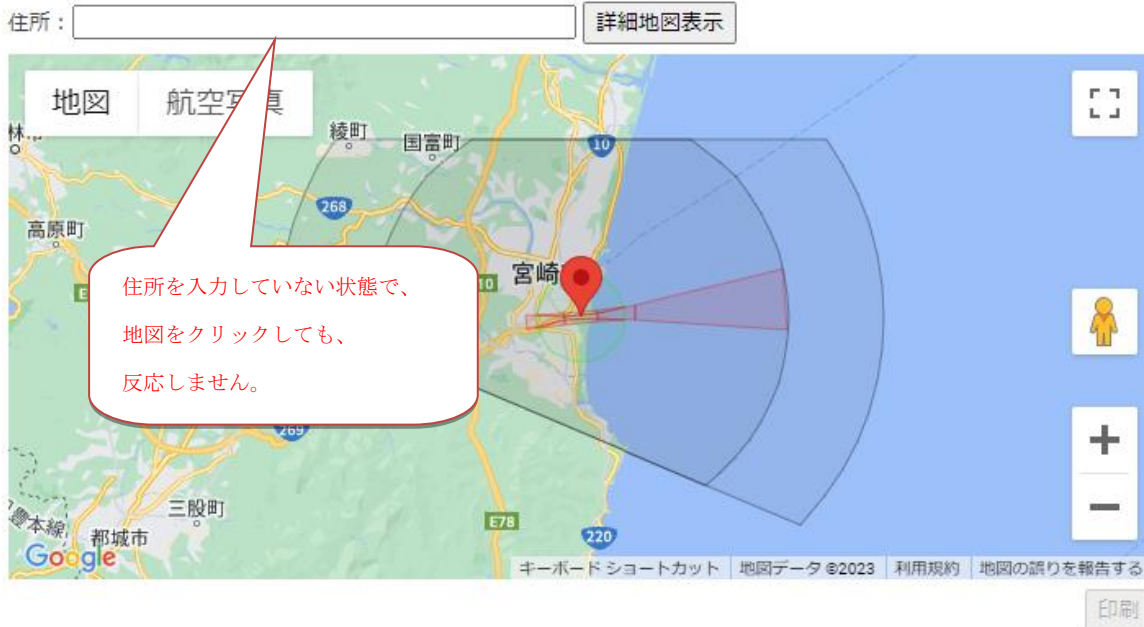 住所：
詳細地図表示
地図
航空写真
綾町
国富町
10
268
高原町
宮崎
10
E
住所を入力していない状態で、
地図をクリックしても、
反応しません。
269
三股町
豊本線
都城市
E78
220
Google
キーボード ショートカット
地図データ ©2023
利用規約
地図の誤りを報告する
印刷